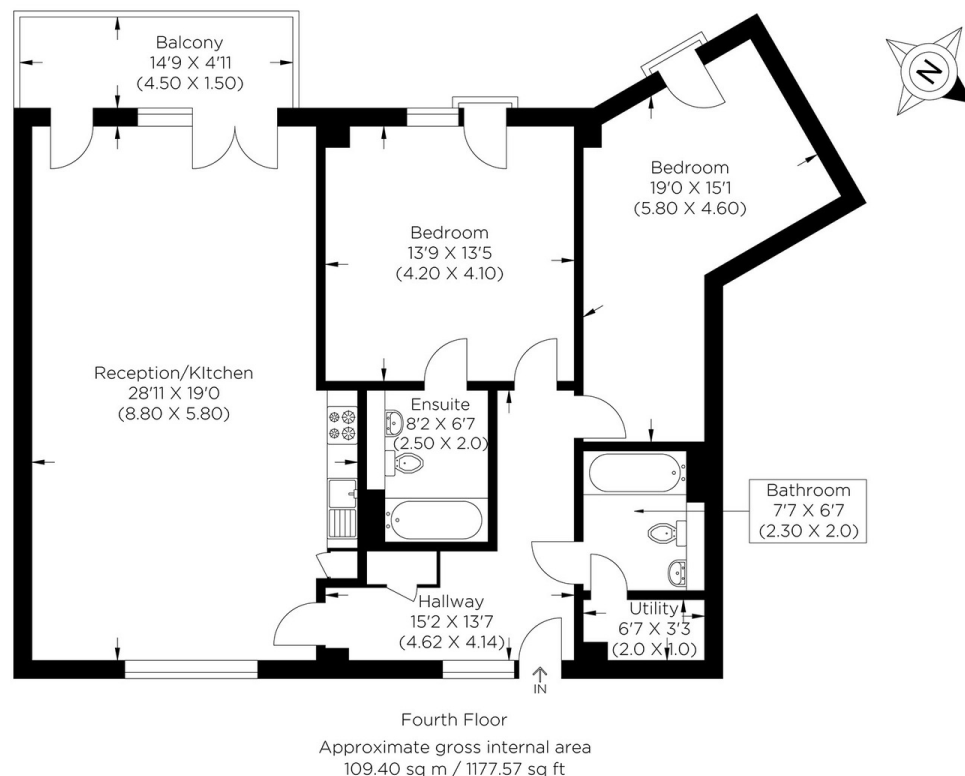 Balcony
14'9 X 4'11
(4.50 X 1.50)
N
Bedroom
19'0 X 15'1
(5.80 X 4.60)
Bedroom
13'9 X 13'5
(4.20 X 4.10)
Reception/KItchen
28'11 X 19'0
(8.80 X 5.80)
Ensuite
8'2 X 6'7
(2.50 X 2.0)
Bathroom
7'7 X 6'7
(2.30 X 2.0)
Hallway
15'2 X 13'7
(4.62 X 4.14)
Utility
6'7 X 3'3
(2.0 X 1.0)
IN
Fourth Floor
Approximate gross internal area
109.40 sq m / 1177.57 sq ft